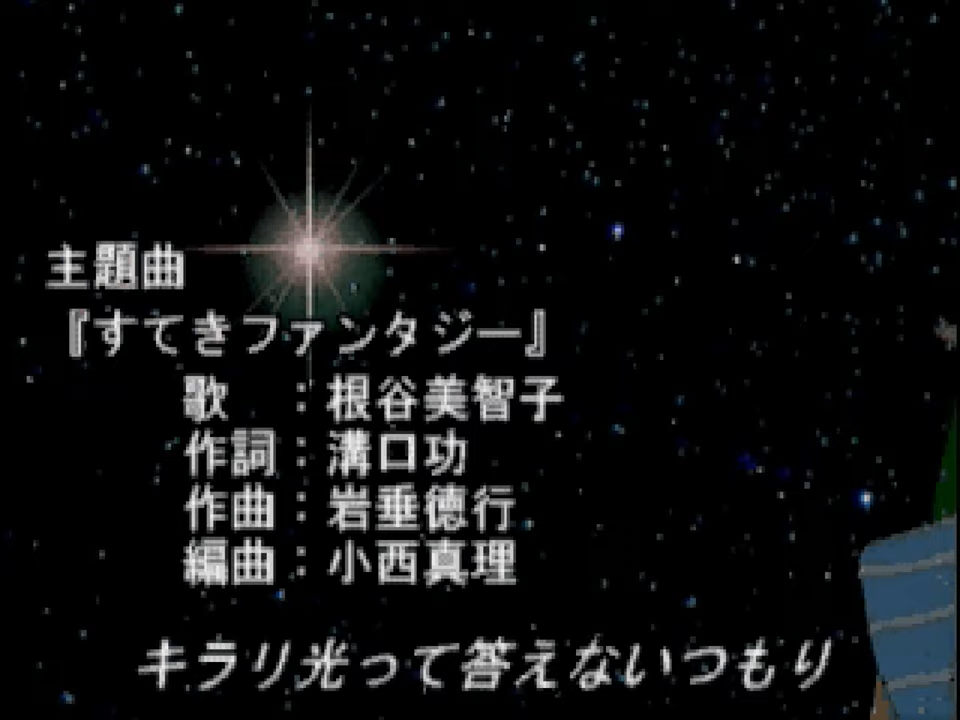 主題曲
『すてきファンタジー』
歌　：根谷美智子
作詞：溝口功
作曲：岩垂徳行
編曲：小西真理
キラリ光って答えないつもり